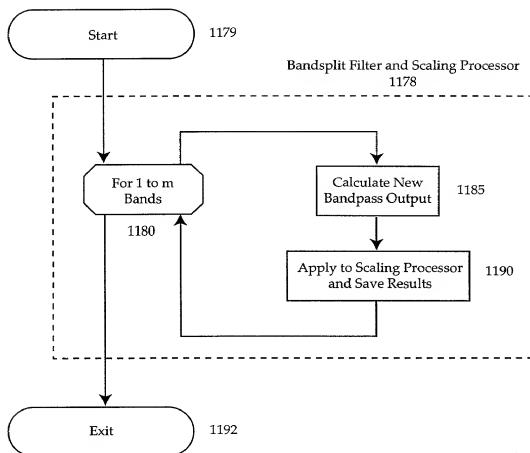 Start
1179
Bandsplit Filter and Scaling Processor
1178
For 1 to m
Bands
1180
Calculate New
Bandpass Output
1185
Apply to Scaling Processor
and Save Results
1190
Exit
1192